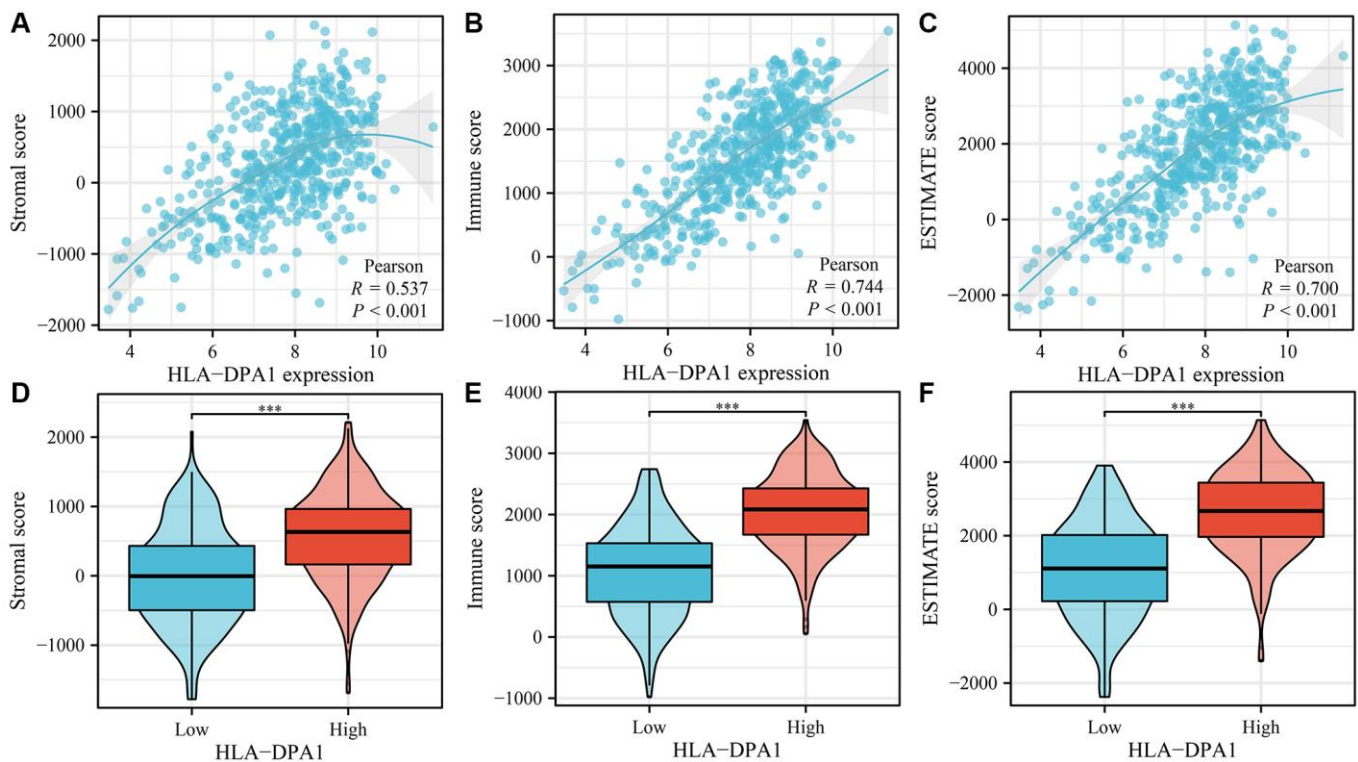 A
Stromal score
2000
1000
0
−1000
−2000
Pearson
R = 0.537
P < 0.001
4 6 8 10
HLA−DPA1 expression
B
Immune score
3000
2000
1000
0
−1000
Pearson
R = 0.744
P < 0.001
4 6 8 10
HLA−DPA1 expression
C
ESTIMATE score
4000
2000
0
−2000
Pearson
R = 0.700
P < 0.001
4 6 8 10
HLA−DPA1 expression
D
Stromal score
2000
1000
0
−1000
***
Low High
HLA−DPA1
E
Immune score
4000
3000
2000
1000
0
−1000
***
Low High
HLA−DPA1
F
ESTIMATE score
4000
2000
0
−2000
***
Low High
HLA−DPA1